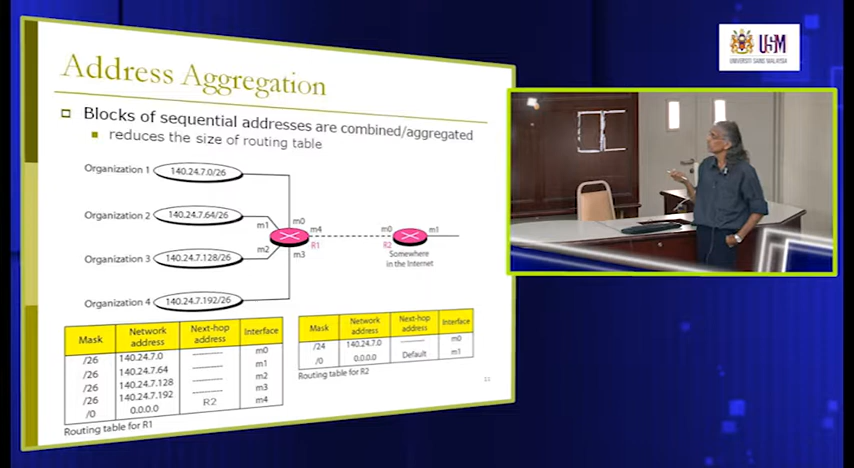 Address Aggregation
Blocks of sequential addresses are combined/aggregated
reduces the size of routing table
Organization 1
140.24.7.0/26
Organization 2
140.24.7.64/26
Organization 3
140.24.7.128/26
Organization 4
140.24.7.192/26
m0
m1
m2
m3
m4
R1
m0
m1
R2
Somewhere
in the Internet
Mask Network address Next-hop address Interface
/26 140.24.7.0 ---------- m0
/26 140.24.7.64 ---------- m1
/26 140.24.7.128 ---------- m2
/26 140.24.7.192 ---------- m3
/0 0.0.0.0 R2 m4
Routing table for R1
Mask Network address Next-hop address Interface
/24 140.24.7.0 ---------- m0
/0 0.0.0.0 Default m1
Routing table for R2
USM
UNIVERSITI SAINS MALAYSIA